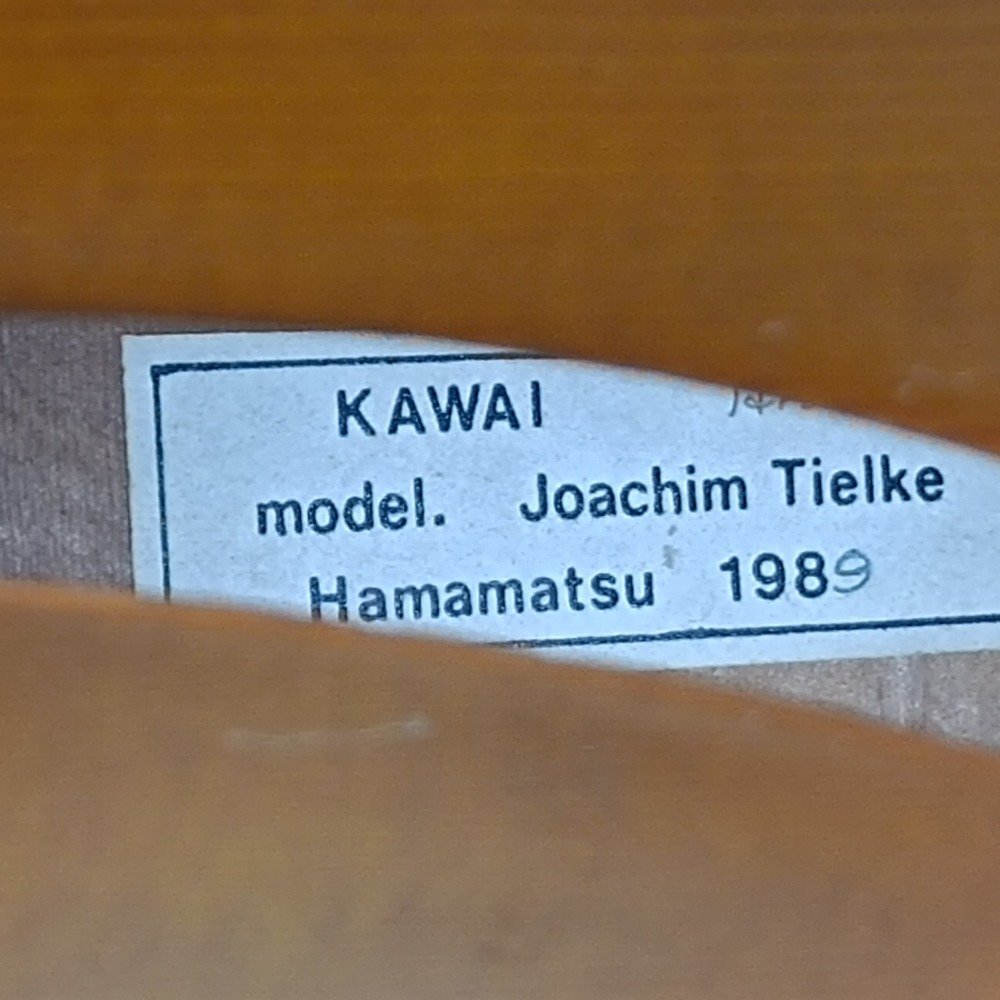 KAWAI
model. Joachim Tielke
Hamamatsu 1989